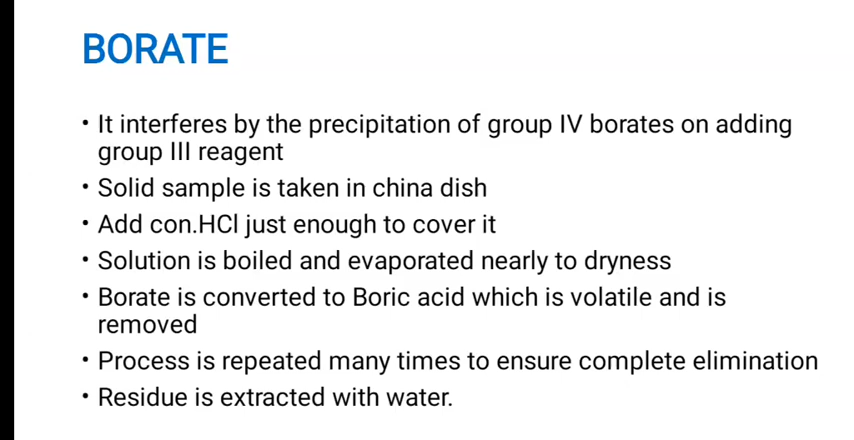 BORATE
• It interferes by the precipitation of group IV borates on adding
group III reagent
• Solid sample is taken in china dish
• Add con.HCl just enough to cover it
• Solution is boiled and evaporated nearly to dryness
• Borate is converted to Boric acid which is volatile and is
removed
• Process is repeated many times to ensure complete elimination
• Residue is extracted with water.